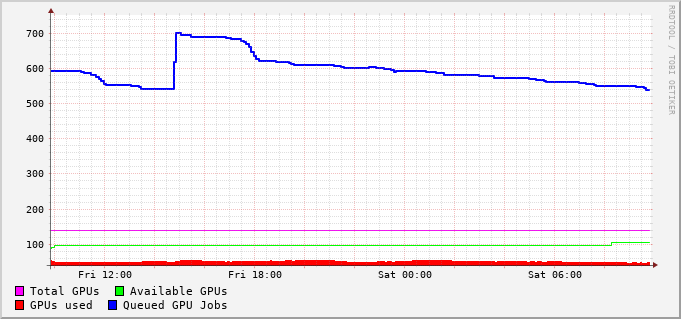 700
600
500
400
300
200
100
Fri 12:00 Fri 18:00 Sat 00:00 Sat 06:00
Total GPUs Available GPUs
GPUs used Queued GPU Jobs
RRDTOOL / TOBI OETIKER